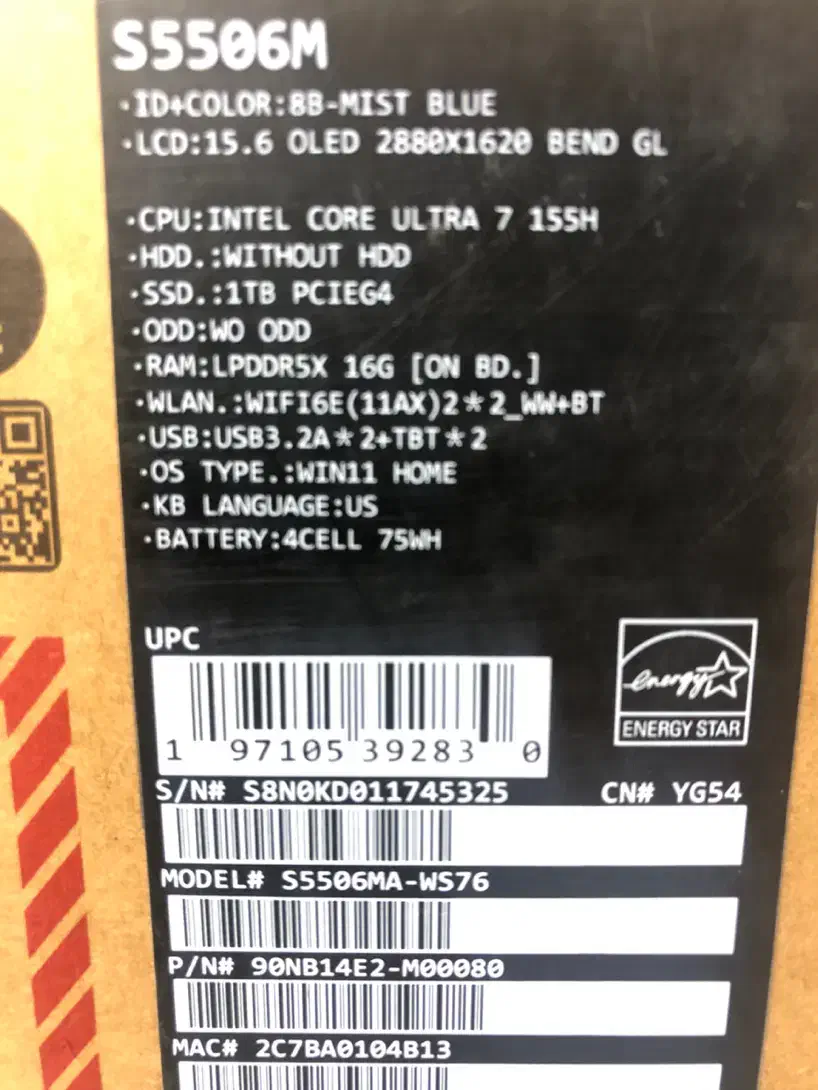 S5506M
·ID+COLOR:8B-MIST BLUE
·LCD:15.6 OLED 2880X1620 BEND GL
·CPU:INTEL CORE ULTRA 7 155H
·HDD.:WITHOUT HDD
·SSD.:1TB PCIEG4
·ODD:WO ODD
·RAM:LPDDR5X 16G [ON BD.]
·WLAN.:WIFI6E(11AX)2*2_WW+BT
·USB:USB3.2A*2+TBT*2
·OS TYPE.:WIN11 HOME
·KB LANGUAGE:US
·BATTERY:4CELL 75WH
UPC
energy
ENERGY STAR
1 97105 39283 0
S/N# S8N0KD011745325 CN# YG54
MODEL# S5506MA-WS76
P/N# 90NB14E2-M00080
MAC# 2C7BA0104B13